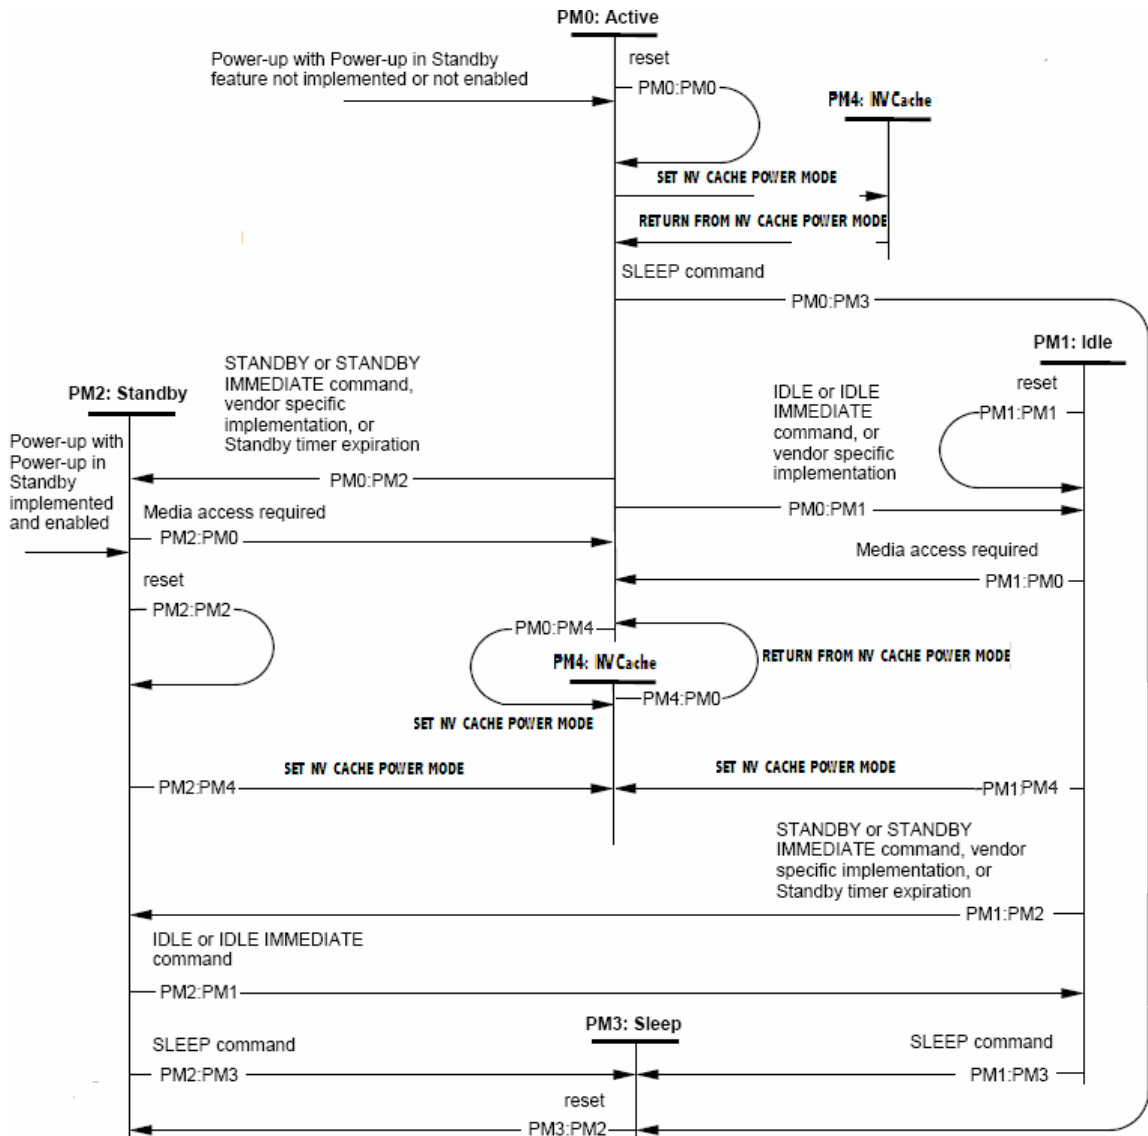 PM0: Active
Power-up with Power-up in Standby
feature not implemented or not enabled
reset
PM0:PM0
PM4: NV Cache
SET NV CACHE POWER MODE
RETURN FROM NV CACHE POWER MODE
SLEEP command
PM0:PM3
PM1: Idle
reset
PM1:PM1
STANDBY or STANDBY
IMMEDIATE command,
vendor specific
implementation, or
Standby timer expiration
PM0:PM2
PM2: Standby
Power-up with
Power-up in
Standby
implemented
and enabled
IDLE or IDLE
IMMEDIATE
command, or
vendor specific
implementation
PM0:PM1
Media access required
PM2:PM0
Media access required
PM1:PM0
reset
PM2:PM2
PM0:PM4
PM4: NV Cache
RETURN FROM NV CACHE POWER MODE
PM4:PM0
SET NV CACHE POWER MODE
SET NV CACHE POWER MODE
PM2:PM4
SET NV CACHE POWER MODE
PM1:PM4
STANDBY or STANDBY
IMMEDIATE command, vendor
specific implementation, or
Standby timer expiration
PM1:PM2
IDLE or IDLE IMMEDIATE
command
PM2:PM1
PM3: Sleep
SLEEP command
PM2:PM3
SLEEP command
PM1:PM3
reset
PM3:PM2